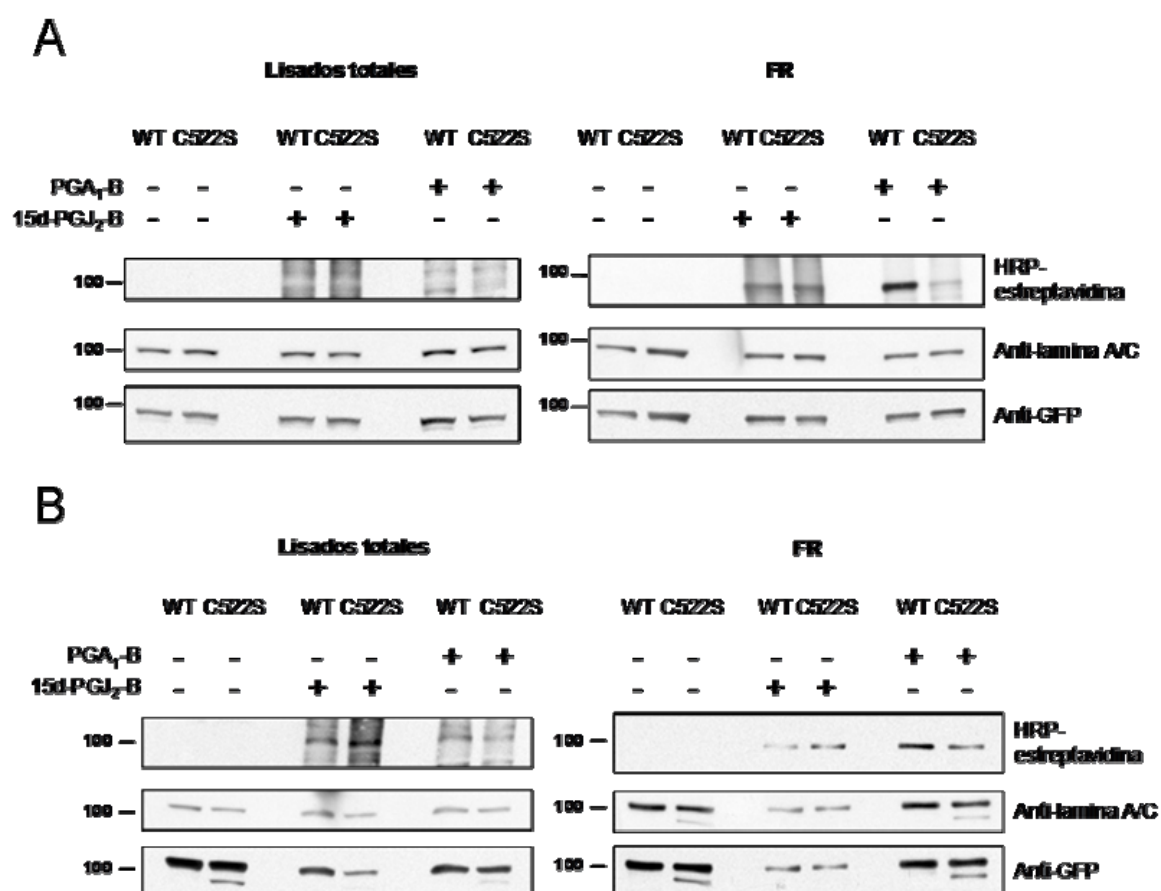 A
Lisados totales FR
WT C522S WT C522S WT C522S WT C522S WT C522S WT C522S
PGA₁-B - - - - + + - - - - + +
15d-PGJ₂-B - - + + - - - - + + - -
100 100 HRP-estreptavidina
100 100 Anti-lamina A/C
100 100 Anti-GFP
B
Lisados totales FR
WT C522S WT C522S WT C522S WT C522S WT C522S WT C522S
PGA₁-B - - - - + + - - - - + +
15d-PGJ₂-B - - + + - - - - + + - -
100 100 HRP-estreptavidina
100 100 Anti-lamina A/C
100 100 Anti-GFP